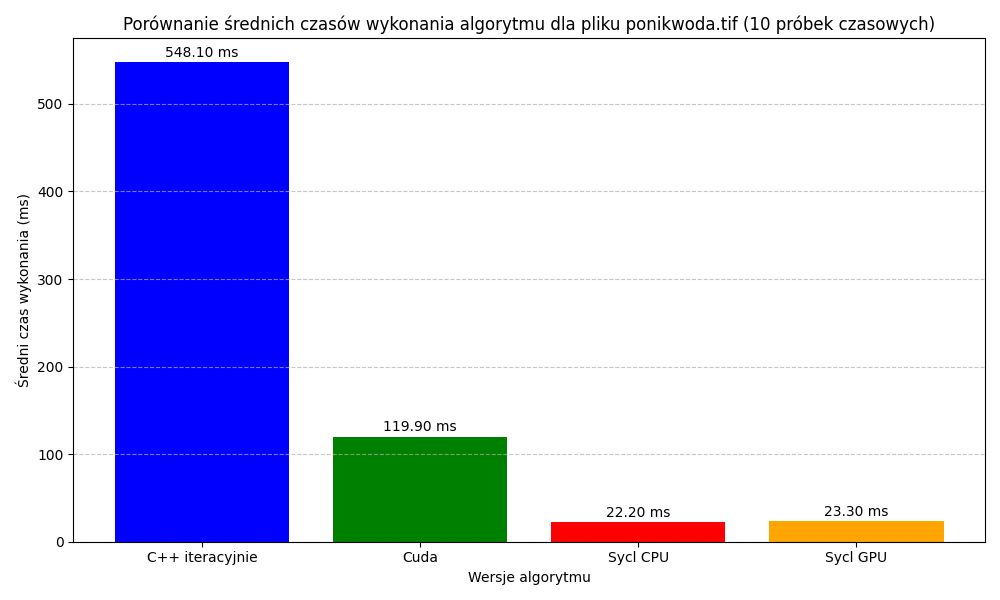 Porównanie średnich czasów wykonania algorytmu dla pliku ponikwoda.tif (10 próbek czasowych)
548.10 ms
119.90 ms
22.20 ms
23.30 ms
Średni czas wykonania (ms)
500
400
300
200
100
0
C++ iteracyjnie
Cuda
Sycl CPU
Sycl GPU
Wersje algorytmu